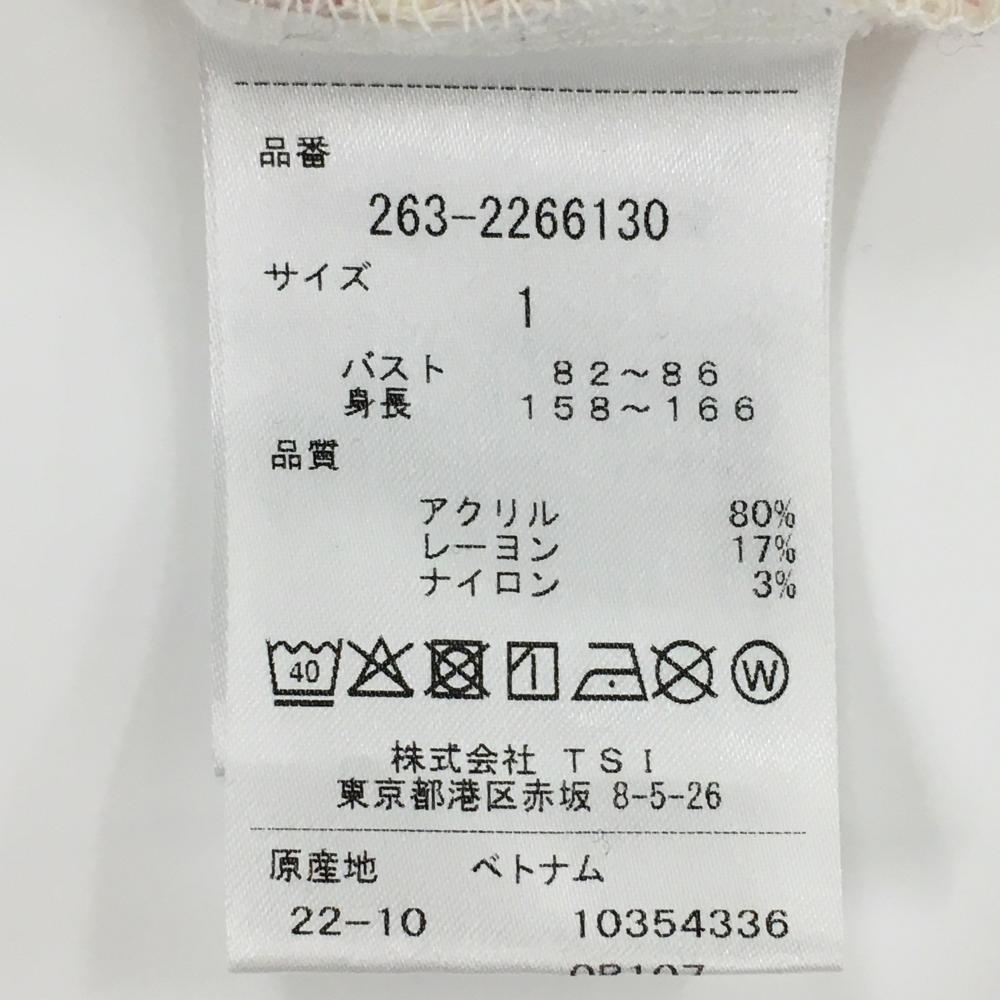 品番
263-2266130
サイズ
1
バスト 82～86
身長 158～166
品質
アクリル 80%
レーヨン 17%
ナイロン 3%
40 W
株式会社 TSI
東京都港区赤坂 8-5-26
原産地 ベトナム
22-10 10354336